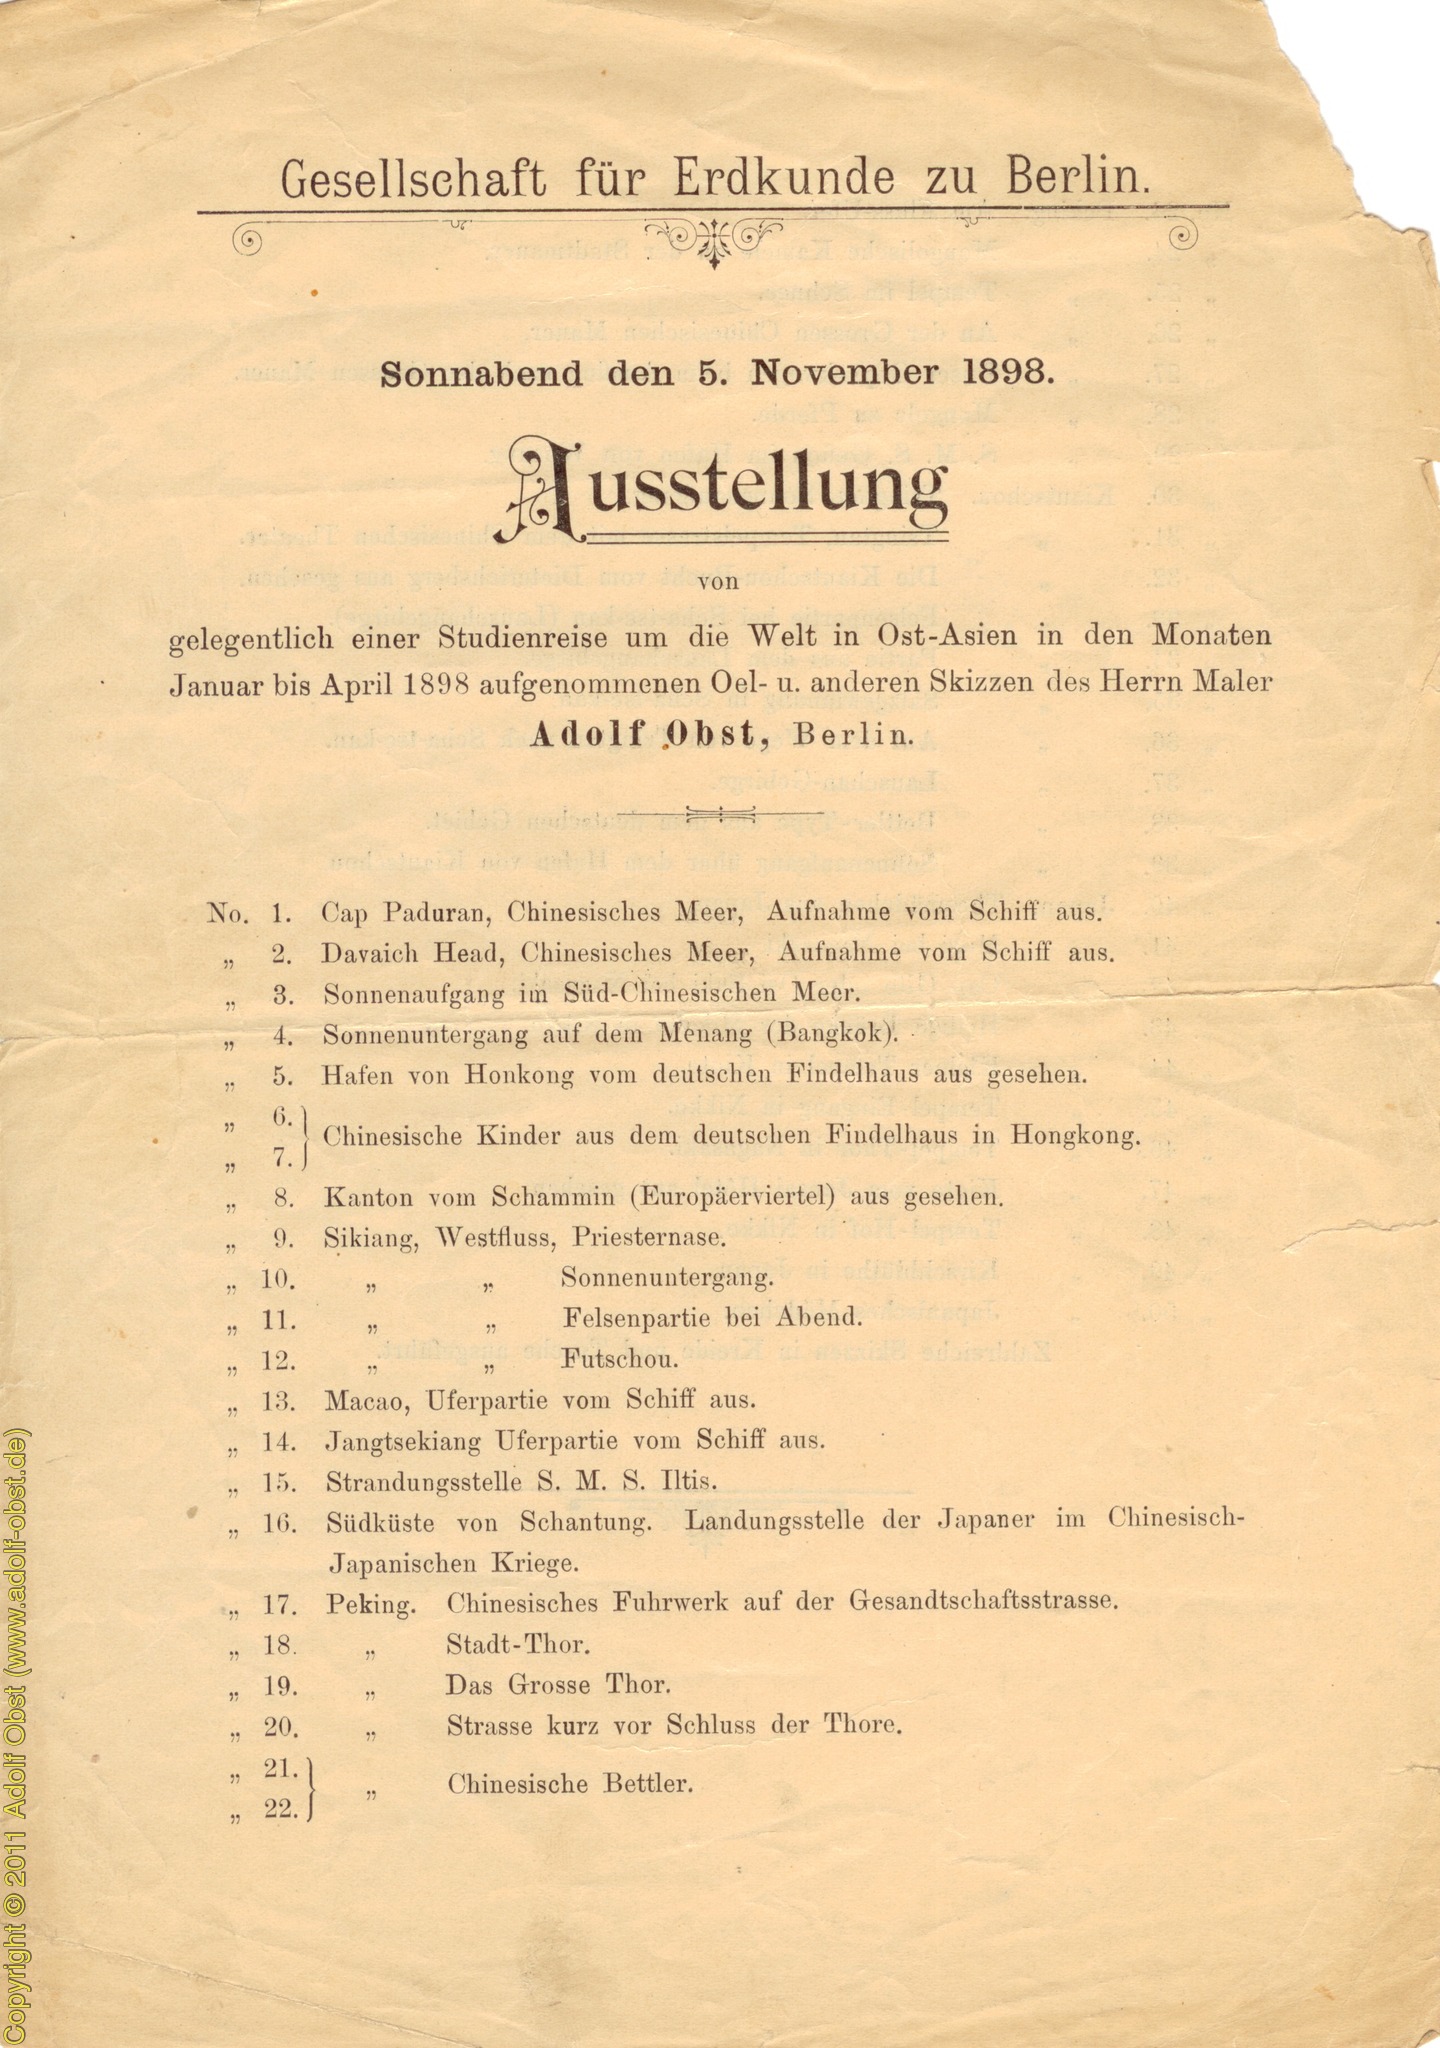 Gesellschaft für Erdkunde zu Berlin.
Sonnabend den 5. November 1898.
Ausstellung
von
gelegentlich einer Studienreise um die Welt in Ost-Asien in den Monaten
Januar bis April 1898 aufgenommenen Oel- u. anderen Skizzen des Herrn Maler
Adolf Obst, Berlin.
No. 1. Cap Paduran, Chinesisches Meer, Aufnahme vom Schiff aus.
„ 2. Davaich Head, Chinesisches Meer, Aufnahme vom Schiff aus.
„ 3. Sonnenaufgang im Süd-Chinesischen Meer.
„ 4. Sonnenuntergang auf dem Menang (Bangkok).
„ 5. Hafen von Honkong vom deutschen Findelhaus aus gesehen.
„ 6.
„ 7. } Chinesische Kinder aus dem deutschen Findelhaus in Hongkong.
„ 8. Kanton vom Schammin (Europäerviertel) aus gesehen.
„ 9. Sikiang, Westfluss, Priesternase.
„ 10. „ „ Sonnenuntergang.
„ 11. „ „ Felsenpartie bei Abend.
„ 12. „ „ Futschou.
„ 13. Macao, Uferpartie vom Schiff aus.
„ 14. Jangtsekiang Uferpartie vom Schiff aus.
„ 15. Strandungsstelle S. M. S. Iltis.
„ 16. Südküste von Schantung. Landungsstelle der Japaner im Chinesisch-
Japanischen Kriege.
„ 17. Peking. Chinesisches Fuhrwerk auf der Gesandtschaftsstrasse.
„ 18. „ Stadt-Thor.
„ 19. „ Das Grosse Thor.
„ 20. „ Strasse kurz vor Schluss der Thore.
„ 21.
„ 22. } „ Chinesische Bettler.
Copyright © 2011 Adolf Obst (www.adolf-obst.de)